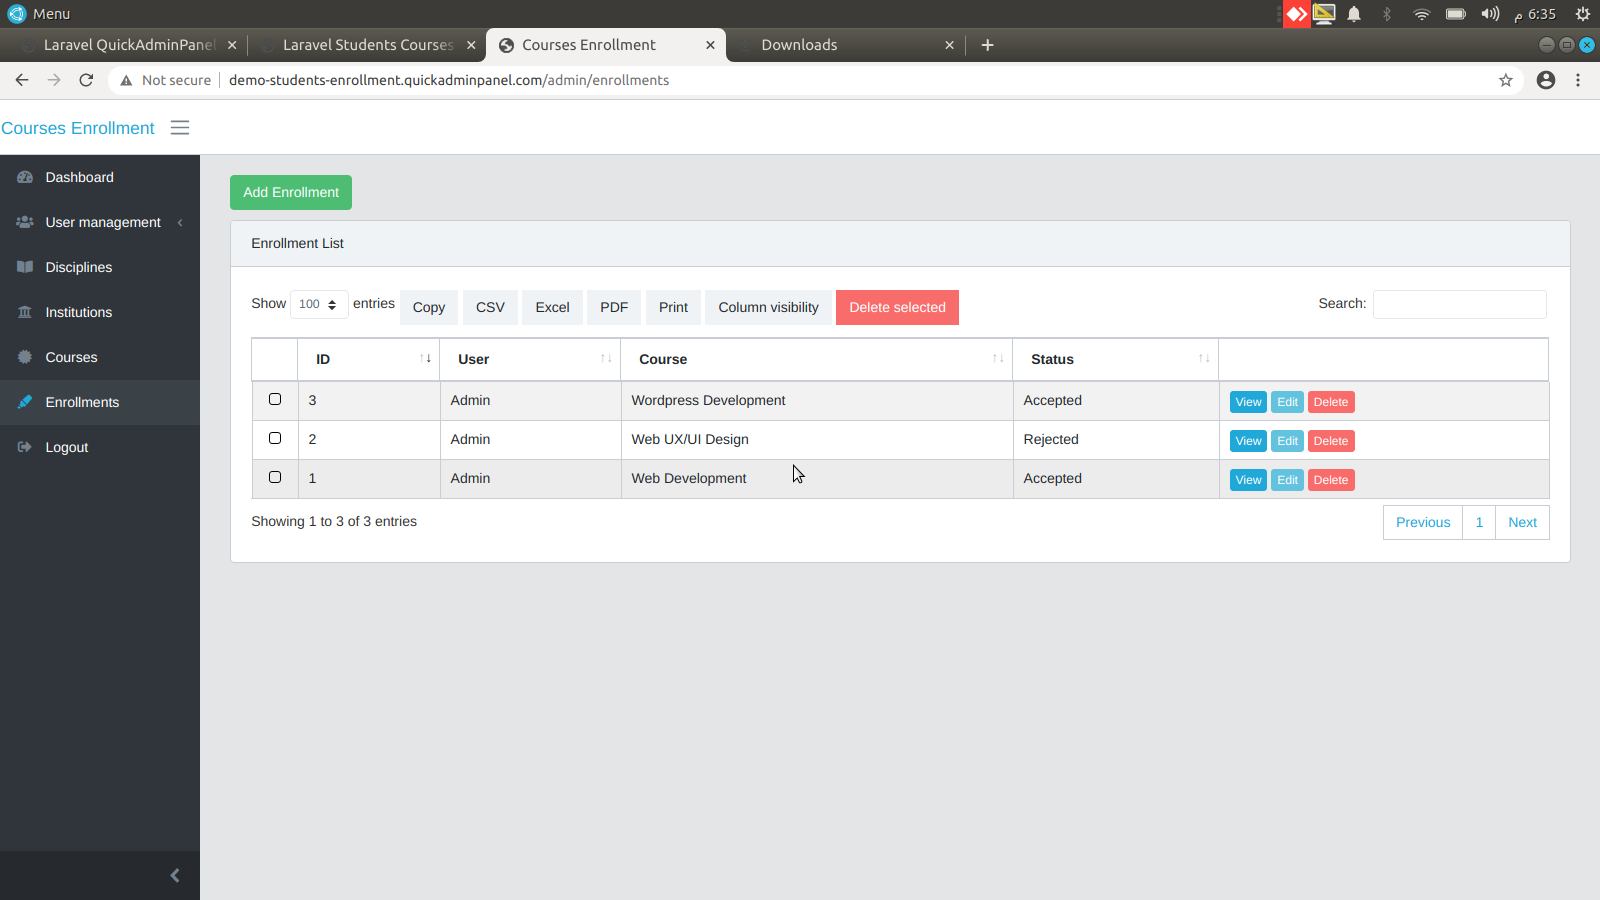 Menu
م 6:35
Laravel QuickAdminPanel
Laravel Students Courses
Courses Enrollment
Downloads
Not secure
demo-students-enrollment.quickadminpanel.com/admin/enrollments
Courses Enrollment
Dashboard
User management
Disciplines
Institutions
Courses
Enrollments
Logout
Add Enrollment
Enrollment List
Show 100 entries
Copy CSV Excel PDF Print Column visibility Delete selected
Search:
ID User Course Status
3 Admin Wordpress Development Accepted View Edit Delete
2 Admin Web UX/UI Design Rejected View Edit Delete
1 Admin Web Development Accepted View Edit Delete
Showing 1 to 3 of 3 entries
Previous 1 Next